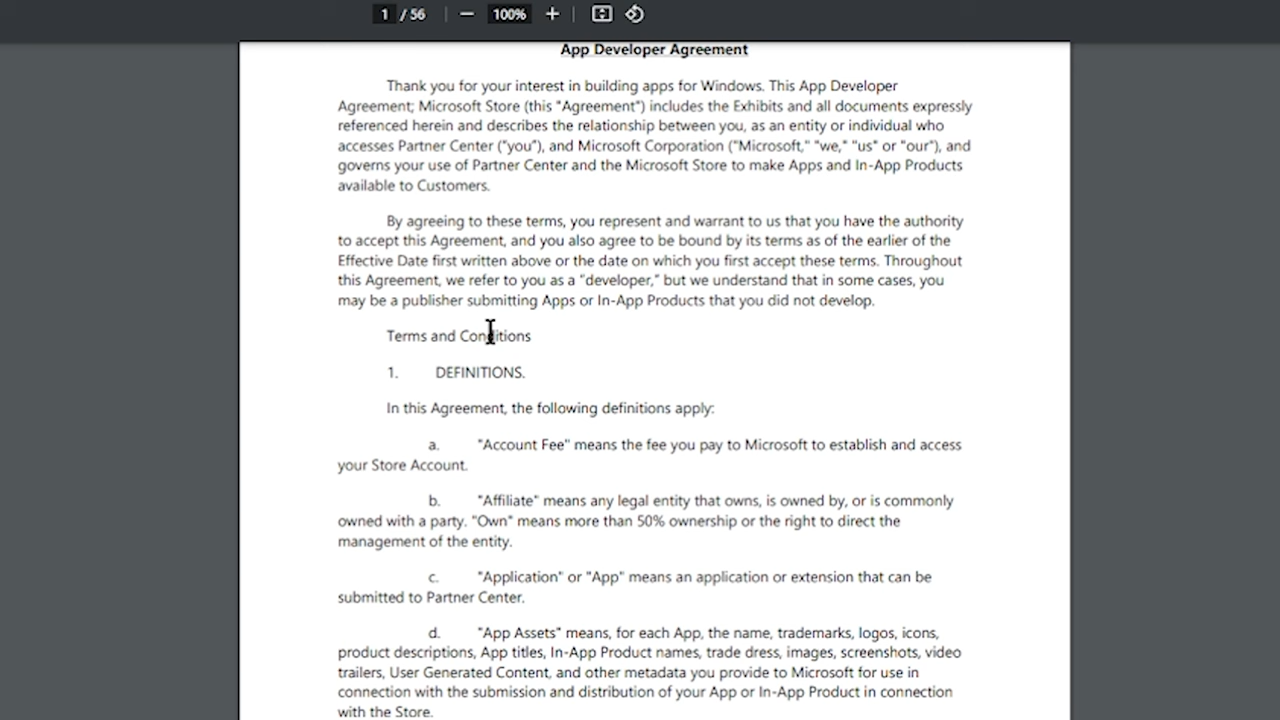 1 / 56 100%
App Developer Agreement
Thank you for your interest in building apps for Windows. This App Developer
Agreement; Microsoft Store (this "Agreement") includes the Exhibits and all documents expressly
referenced herein and describes the relationship between you, as an entity or individual who
accesses Partner Center ("you"), and Microsoft Corporation ("Microsoft," "we," "us" or "our"), and
governs your use of Partner Center and the Microsoft Store to make Apps and In-App Products
available to Customers.
By agreeing to these terms, you represent and warrant to us that you have the authority
to accept this Agreement, and you also agree to be bound by its terms as of the earlier of the
Effective Date first written above or the date on which you first accept these terms. Throughout
this Agreement, we refer to you as a "developer," but we understand that in some cases, you
may be a publisher submitting Apps or In-App Products that you did not develop.
Terms and Conditions
1. DEFINITIONS.
In this Agreement, the following definitions apply:
a. "Account Fee" means the fee you pay to Microsoft to establish and access
your Store Account.
b. "Affiliate" means any legal entity that owns, is owned by, or is commonly
owned with a party. "Own" means more than 50% ownership or the right to direct the
management of the entity.
c. "Application" or "App" means an application or extension that can be
submitted to Partner Center.
d. "App Assets" means, for each App, the name, trademarks, logos, icons,
product descriptions, App titles, In-App Product names, trade dress, images, screenshots, video
trailers, User Generated Content, and other metadata you provide to Microsoft for use in
connection with the submission and distribution of your App or In-App Product in connection
with the Store.